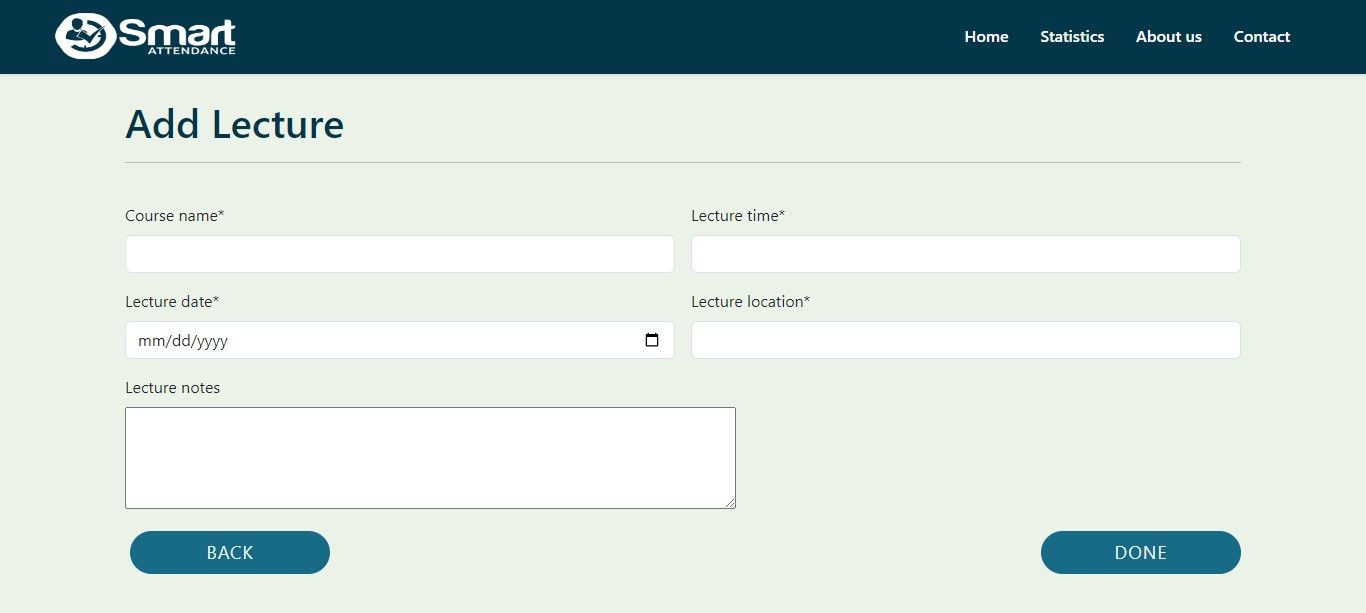 Smart
ATTENDANCE
Home Statistics About us Contact
Add Lecture
Course name* Lecture time*
Lecture date* Lecture location*
mm/dd/yyyy
Lecture notes
BACK DONE